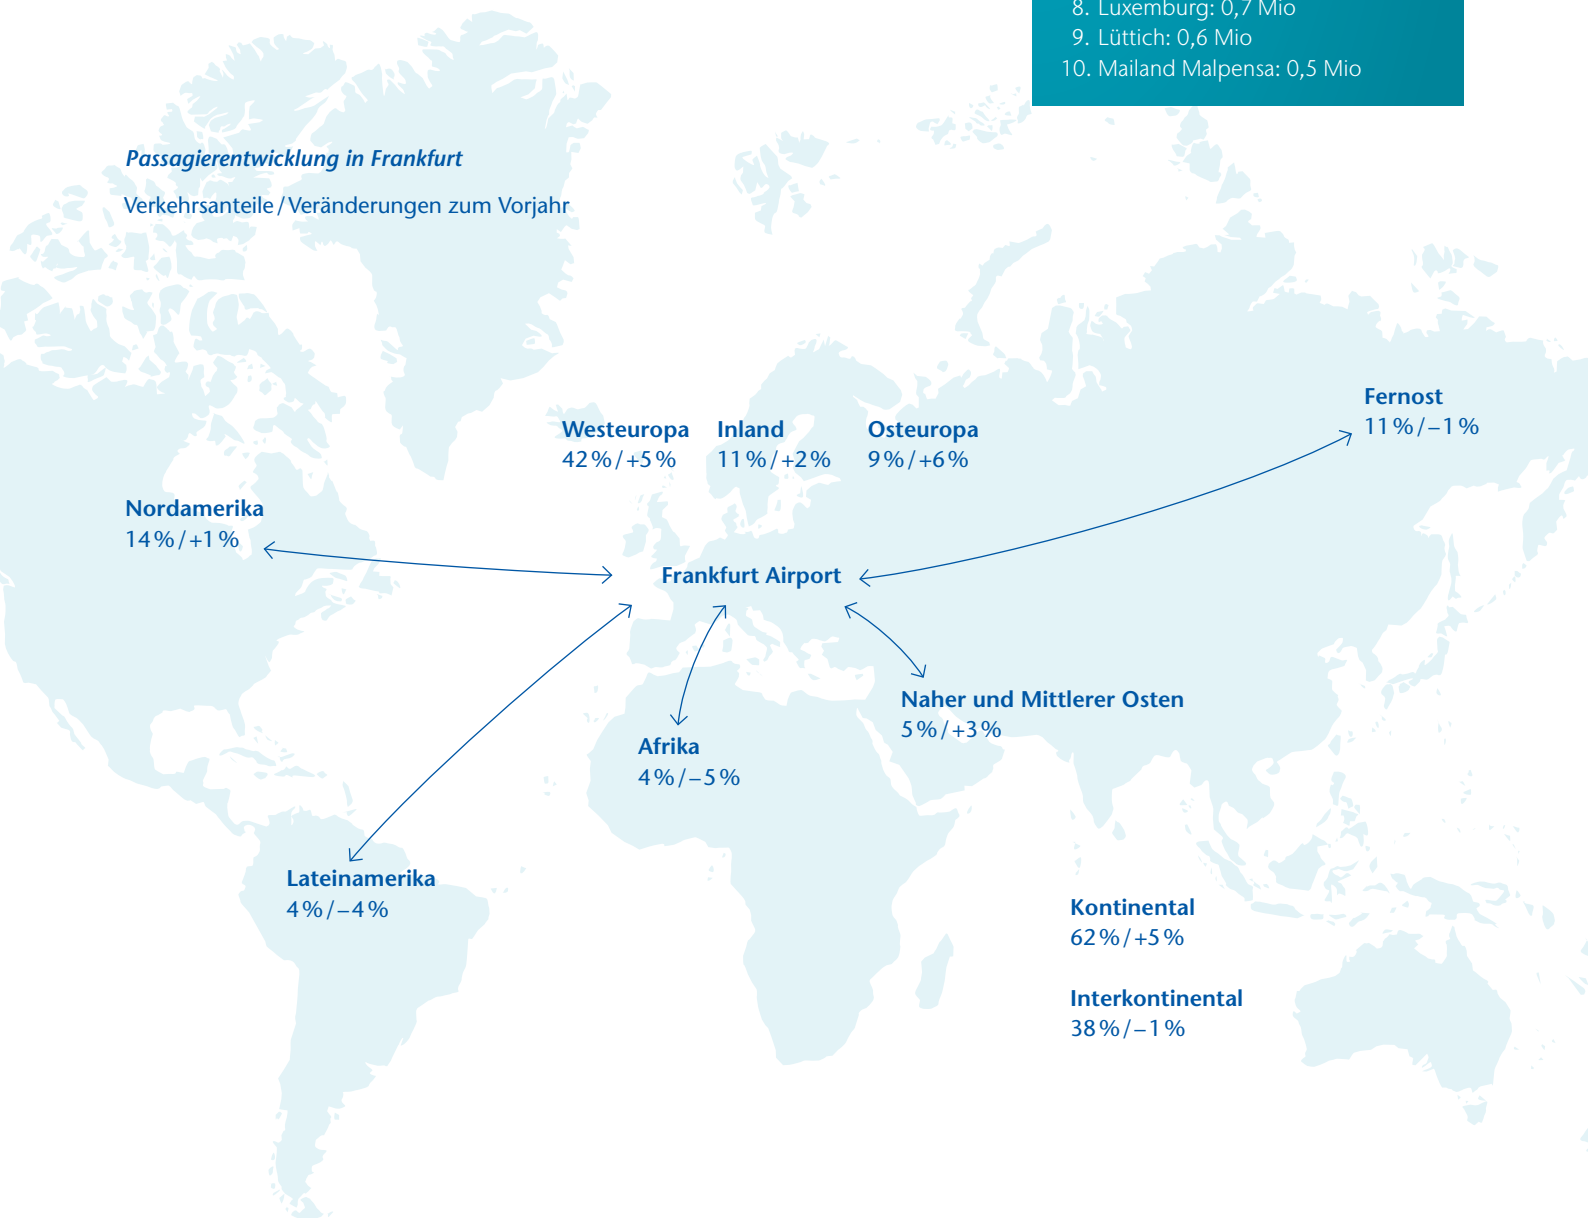 8. Luxemburg: 0,7 Mio
9. Lüttich: 0,6 Mio
10. Mailand Malpensa: 0,5 Mio
Passagierentwicklung in Frankfurt
Verkehrsanteile / Veränderungen zum Vorjahr
Fernost
11 % / – 1 %
Westeuropa
42 % / +5 %
Inland
11 % / +2 %
Osteuropa
9 % / +6 %
Nordamerika
14 % / +1 %
Frankfurt Airport
Naher und Mittlerer Osten
5 % / +3 %
Afrika
4 % / –5 %
Lateinamerika
4 % / –4 %
Kontinental
62 % / +5 %
Interkontinental
38 % / – 1 %